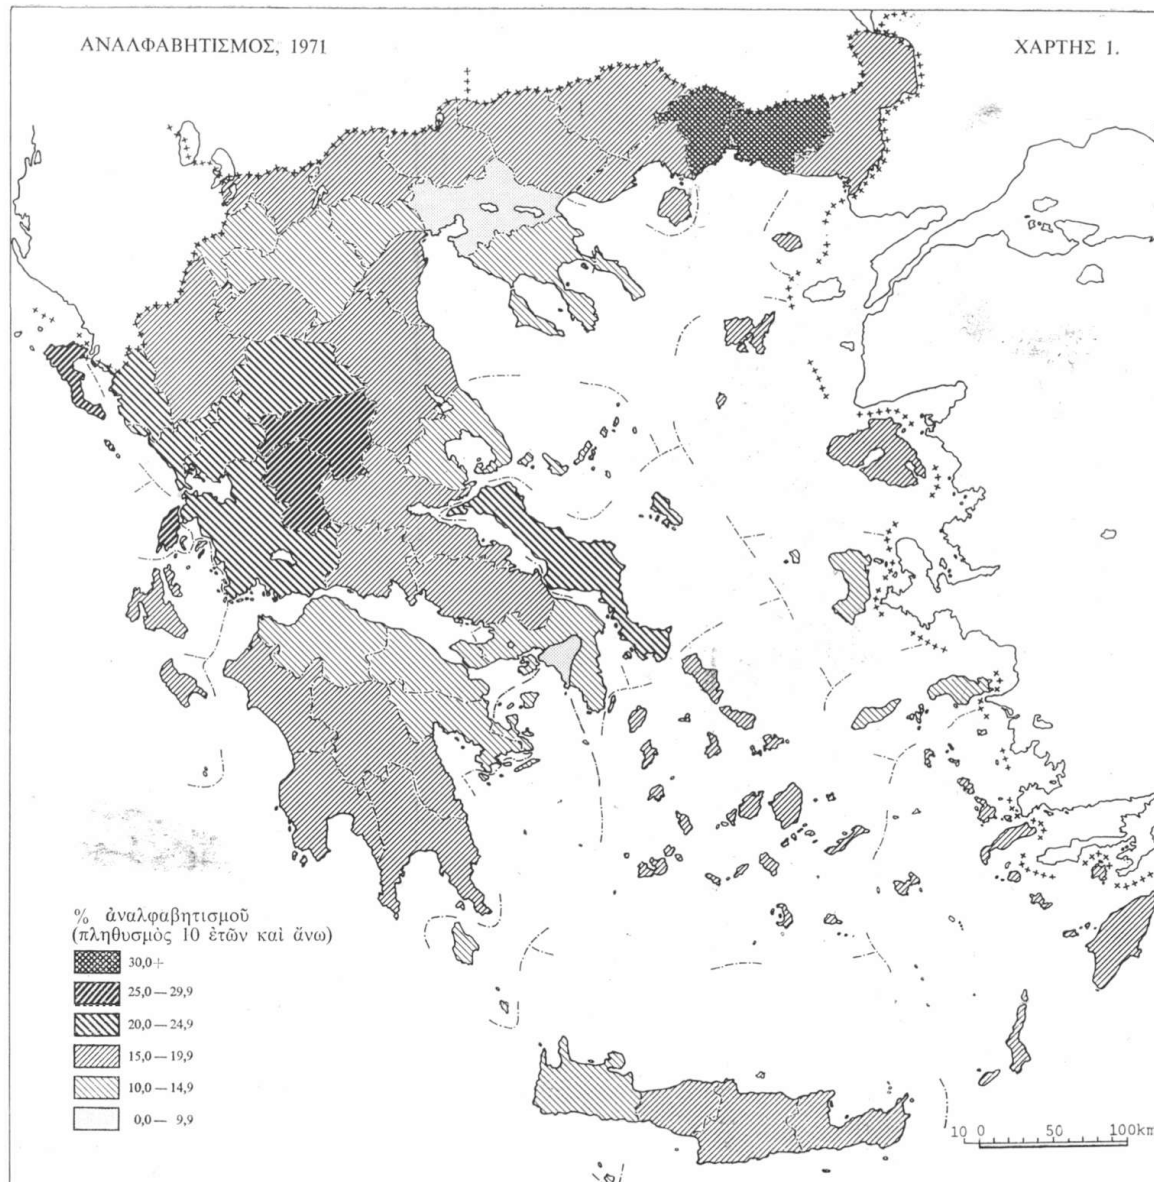 ΑΝΑΛΦΑΒΗΤΙΣΜΟΣ, 1971
ΧΑΡΤΗΣ 1.
% ἀναλφαβητισμοῦ
(πληθυσμὸς 10 ἐτῶν καὶ ἄνω)
30,0+
25,0 — 29,9
20,0 — 24,9
15,0 — 19,9
10,0 — 14,9
0,0 — 9,9
10 0 50 100km